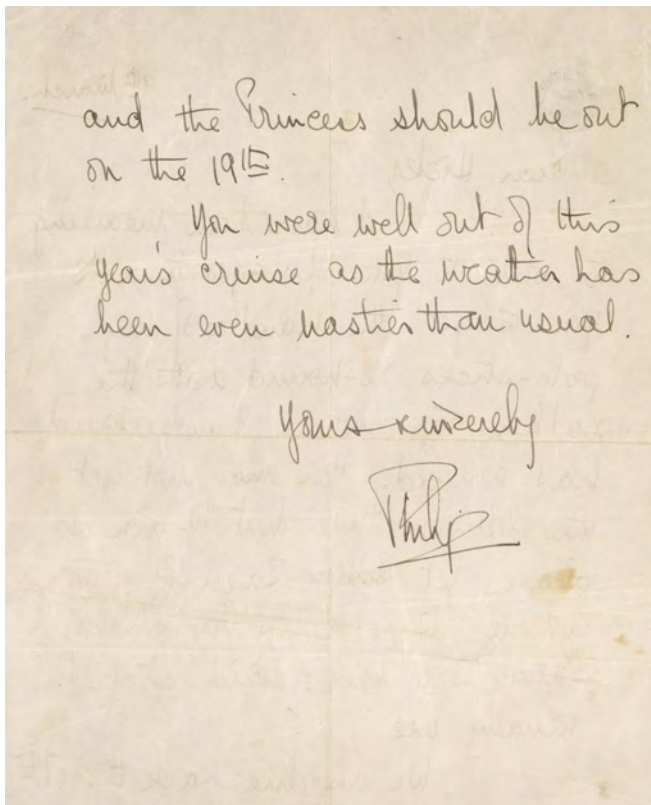 and the Princess should be out
on the 19TH.
You were well out of this
year's cruise as the weather has
been even nastier than usual.
Yours sincerely
Philip